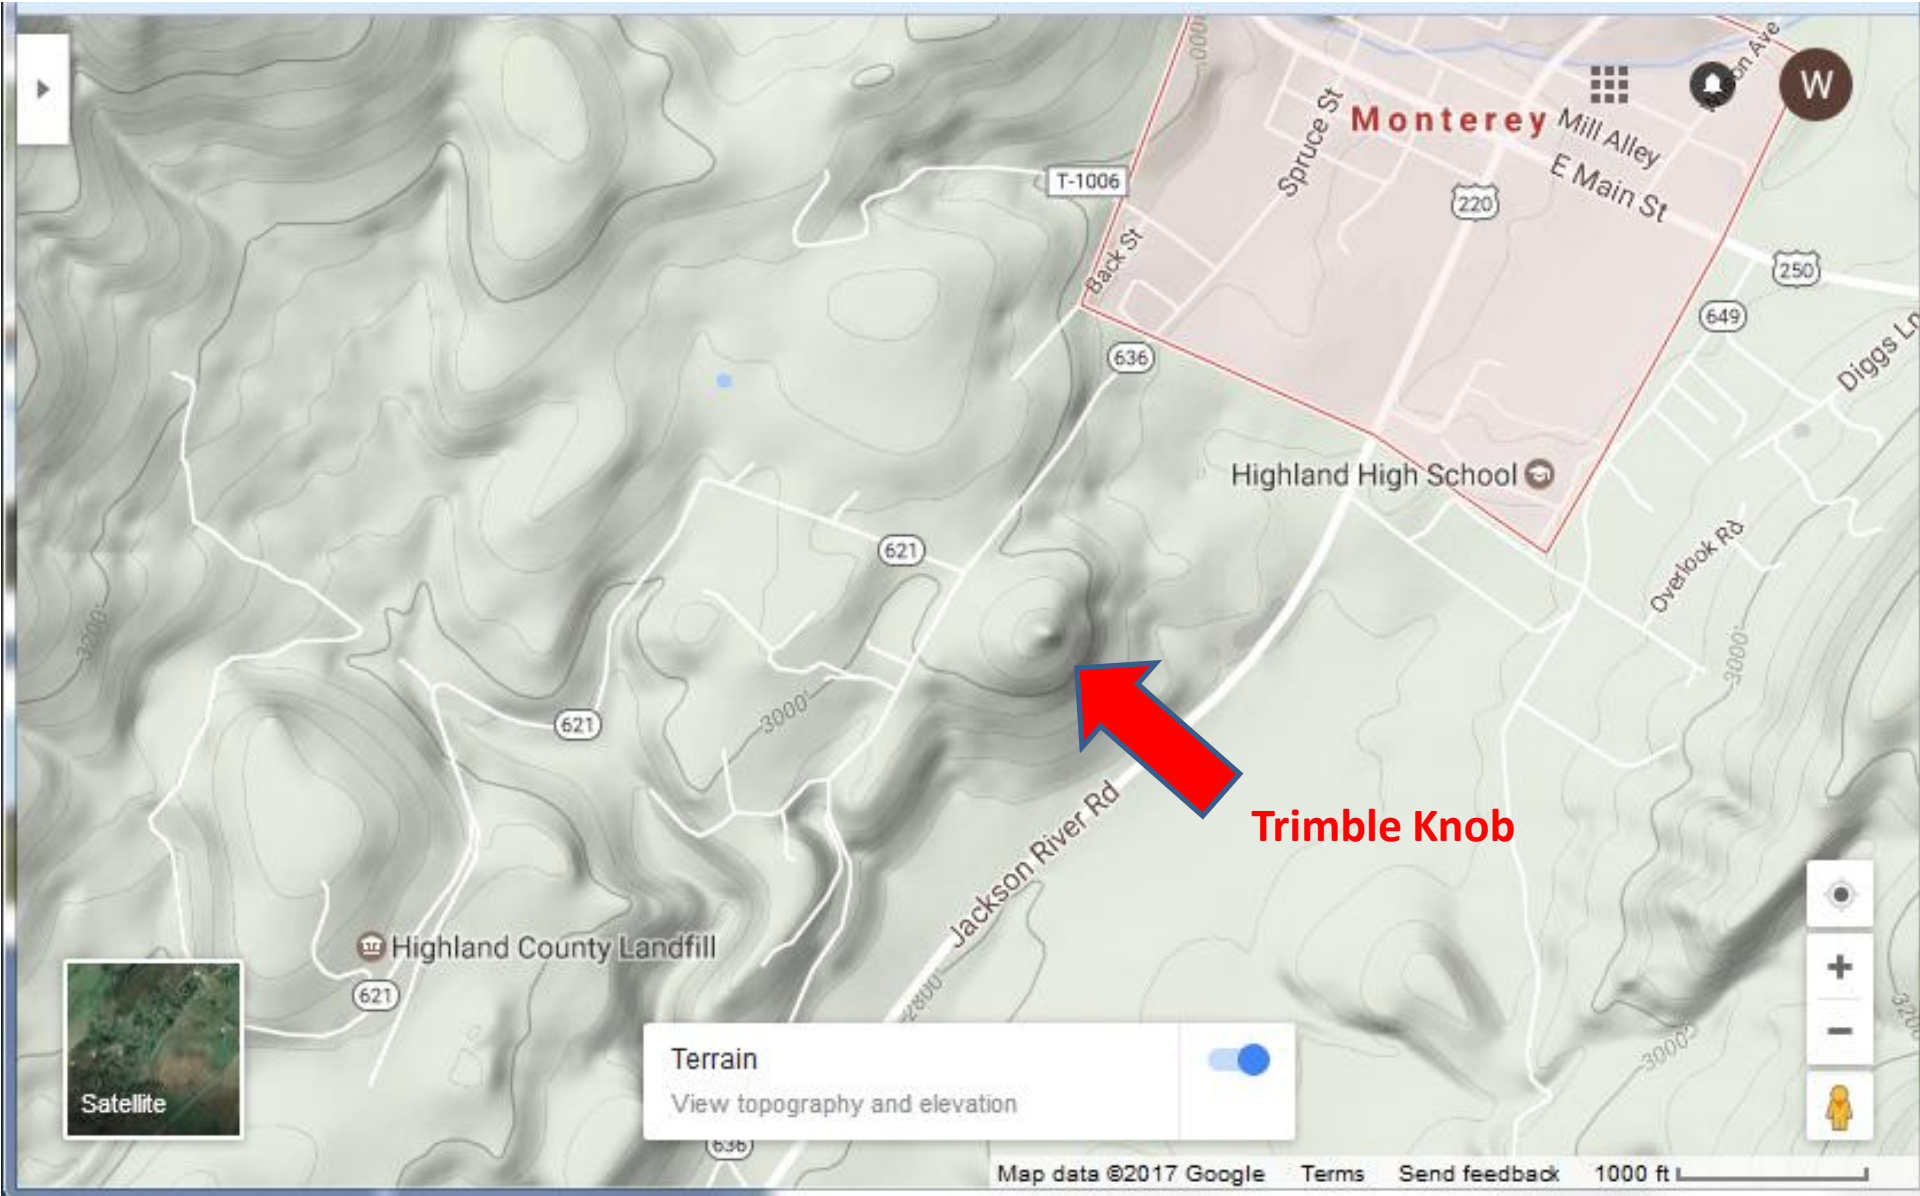 Mason Ave
W
Monterey
Mill Alley
E Main St
Spruce St
T-1006
220
Back St
250
649
636
Diggs Ln
Highland High School
621
Overlook Rd
3200'
3000'
3000'
621
Trimble Knob
Jackson River Rd
Highland County Landfill
621
2800'
3000'
Terrain
View topography and elevation
Satellite
636
Map data ©2017 Google Terms Send feedback 1000 ft